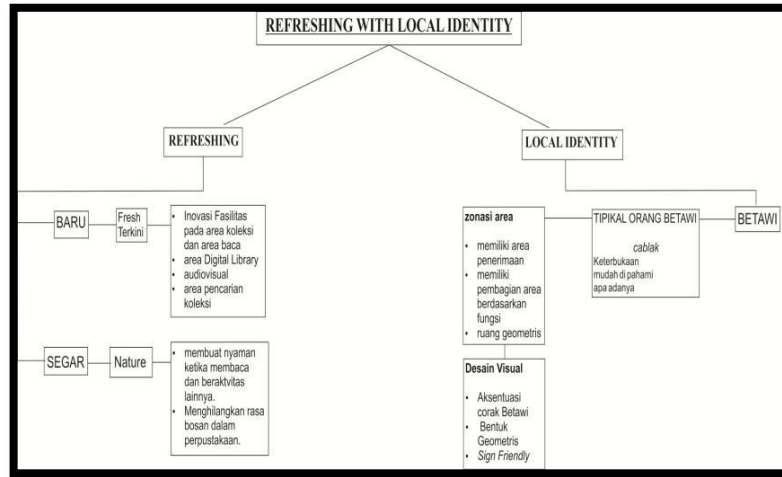 REFRESHING WITH LOCAL IDENTITY
REFRESHING
LOCAL IDENTITY
BARU
Fresh
Terkini
• Inovasi Fasilitas
pada area koleksi
dan area baca
• area Digital Library
• audiovisual
• area pencarian
koleksi
SEGAR
Nature
• membuat nyaman
ketika membaca
dan beraktvitas
lainnya.
• Menghilangkan rasa
bosan dalam
perpustakaan.
zonasi area
• memiliki area
penerimaan
• memiliki
pembagian area
berdasarkan
fungsi
• ruang geometris
TIPIKAL ORANG BETAWI
cablak
Keterbukaan
mudah di pahami
apa adanya
BETAWI
Desain Visual
• Aksentuasi
corak Betawi
• Bentuk
Geometris
• Sign Friendly